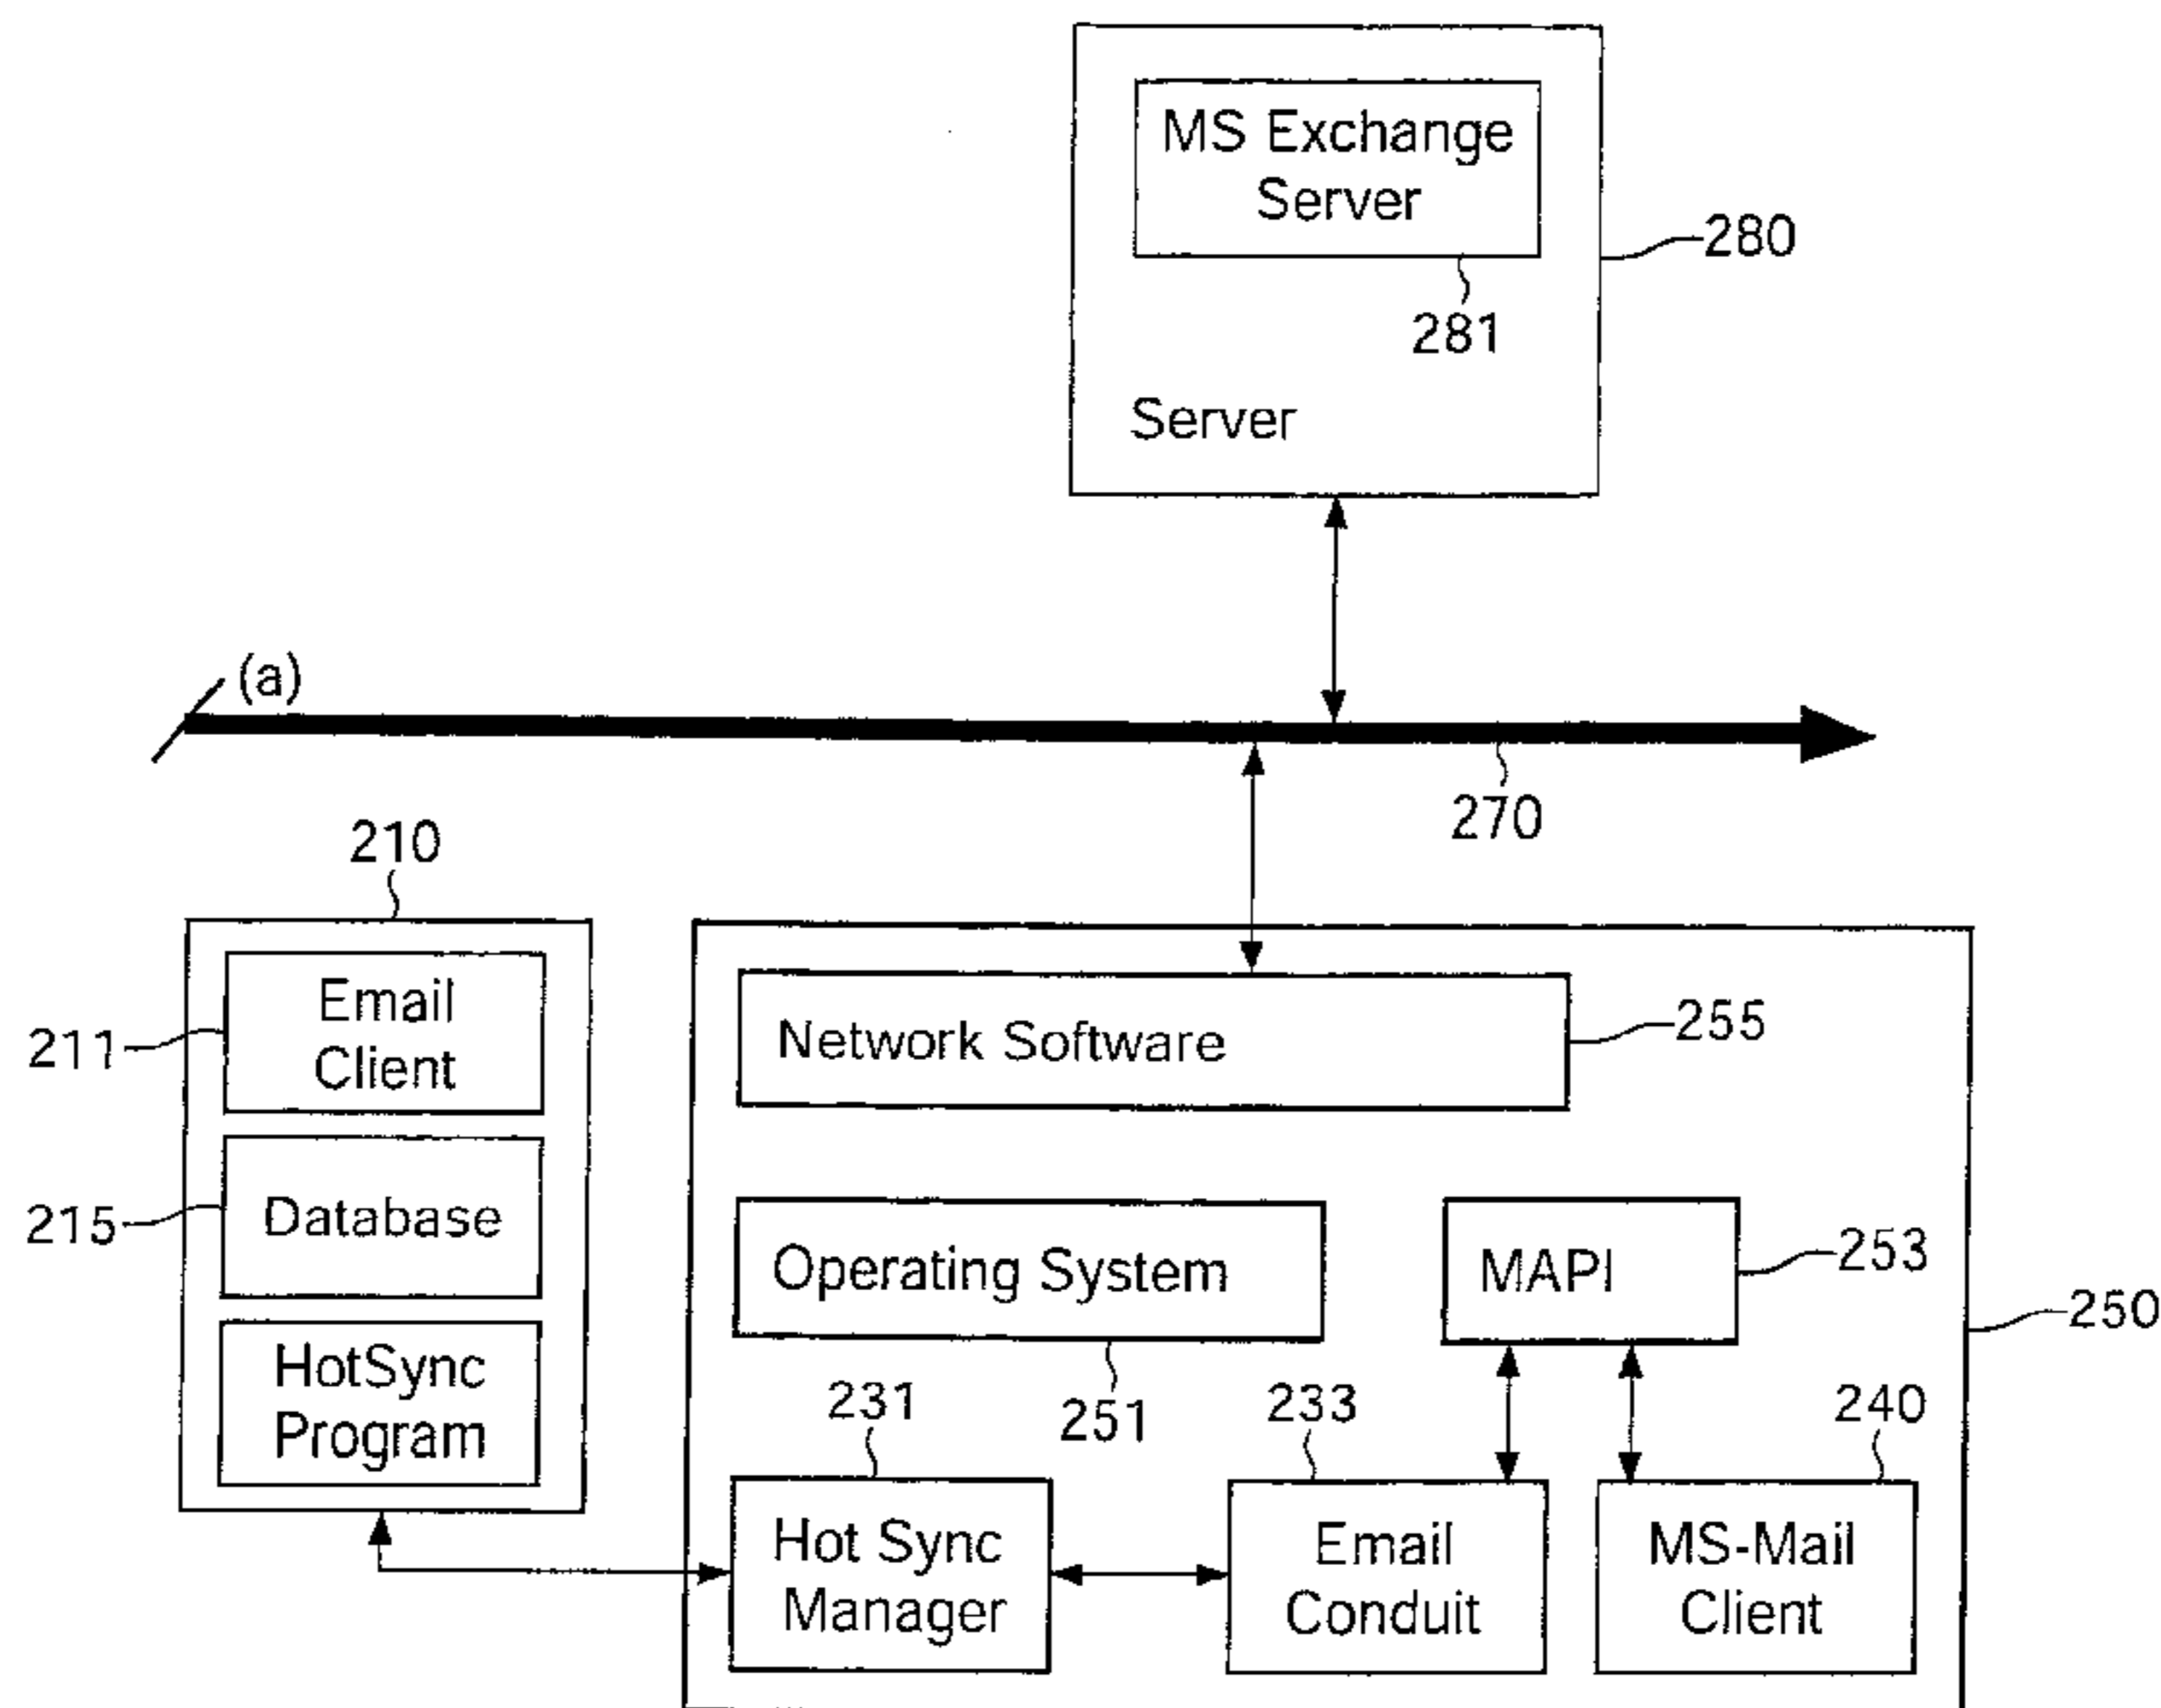 MS Exchange
Server
280
281
Server
(a)
270
210
Email
Client
211
Database
215
HotSync
Program
Network Software
255
Operating System
251
MAPI
253
250
231
233
240
Hot Sync
Manager
Email
Conduit
MS-Mail
Client